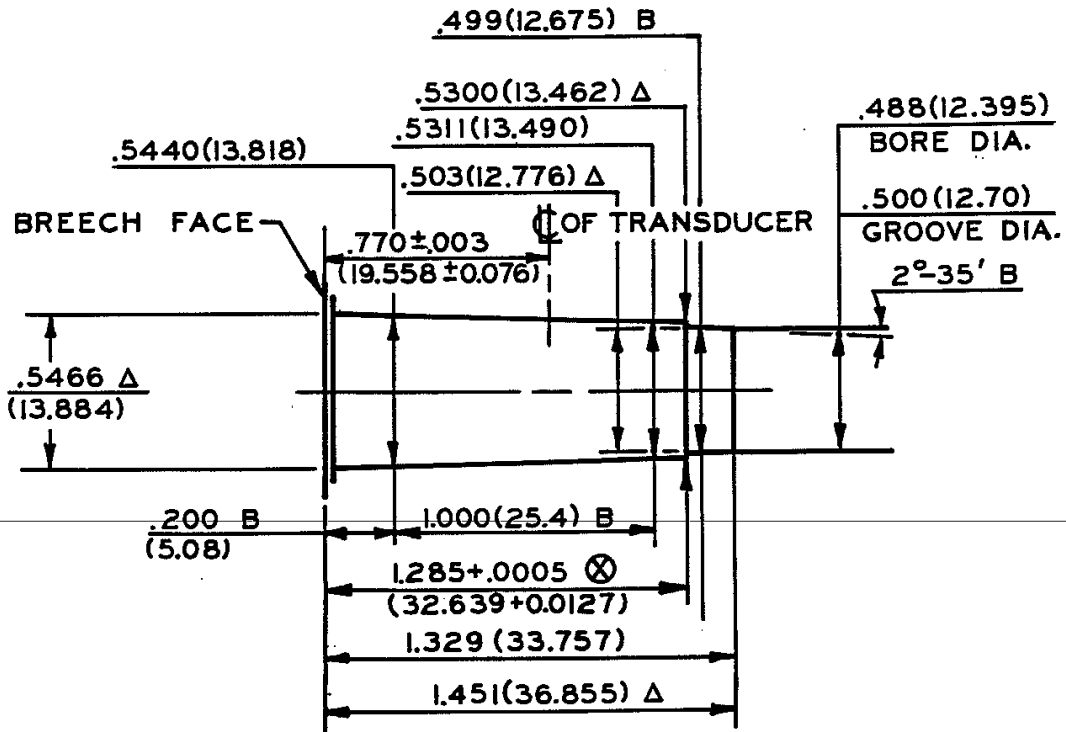 .499(12.675) B
.5300(13.462) Δ
.5311(13.490)
.488(12.395)
BORE DIA.
.5440(13.818)
.503(12.776) Δ
.500(12.70)
GROOVE DIA.
BREECH FACE
℄ OF TRANSDUCER
.770±.003
(19.558±0.076)
2°-35' B
.5466 Δ
(13.884)
.200 B
(5.08)
1.000(25.4) B
1.285+.0005 ⊗
(32.639+0.0127)
1.329 (33.757)
1.451(36.855) Δ